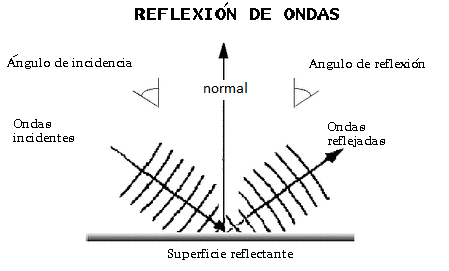 REFLEXIÓN DE ONDAS
Ángulo de incidencia
Angulo de reflexión
normal
Ondas
incidentes
Ondas
reflejadas
Superficie reflectante